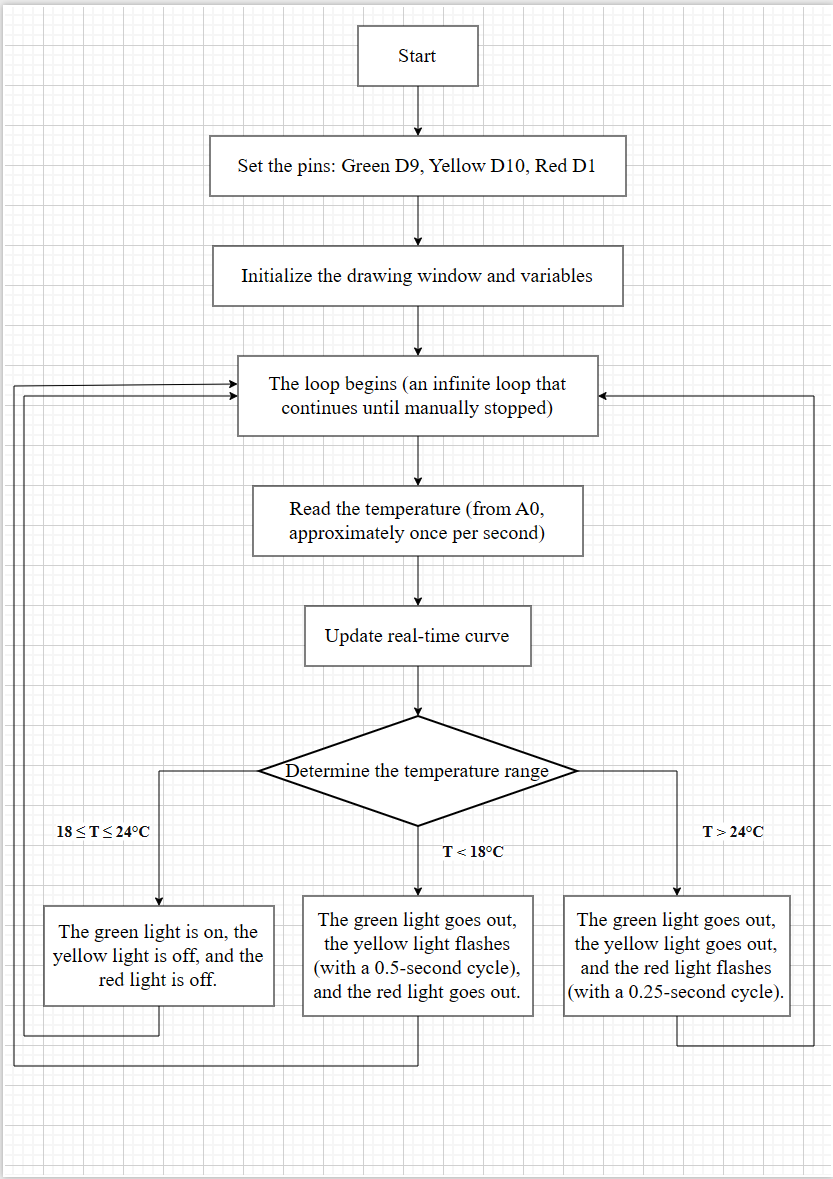 Start
Set the pins: Green D9, Yellow D10, Red D1
Initialize the drawing window and variables
The loop begins (an infinite loop that
continues until manually stopped)
Read the temperature (from A0,
approximately once per second)
Update real-time curve
Determine the temperature range
18 ≤ T ≤ 24°C
T < 18°C
T > 24°C
The green light is on, the
yellow light is off, and the
red light is off.
The green light goes out,
the yellow light flashes
(with a 0.5-second cycle),
and the red light goes out.
The green light goes out,
the yellow light goes out,
and the red light flashes
(with a 0.25-second cycle).